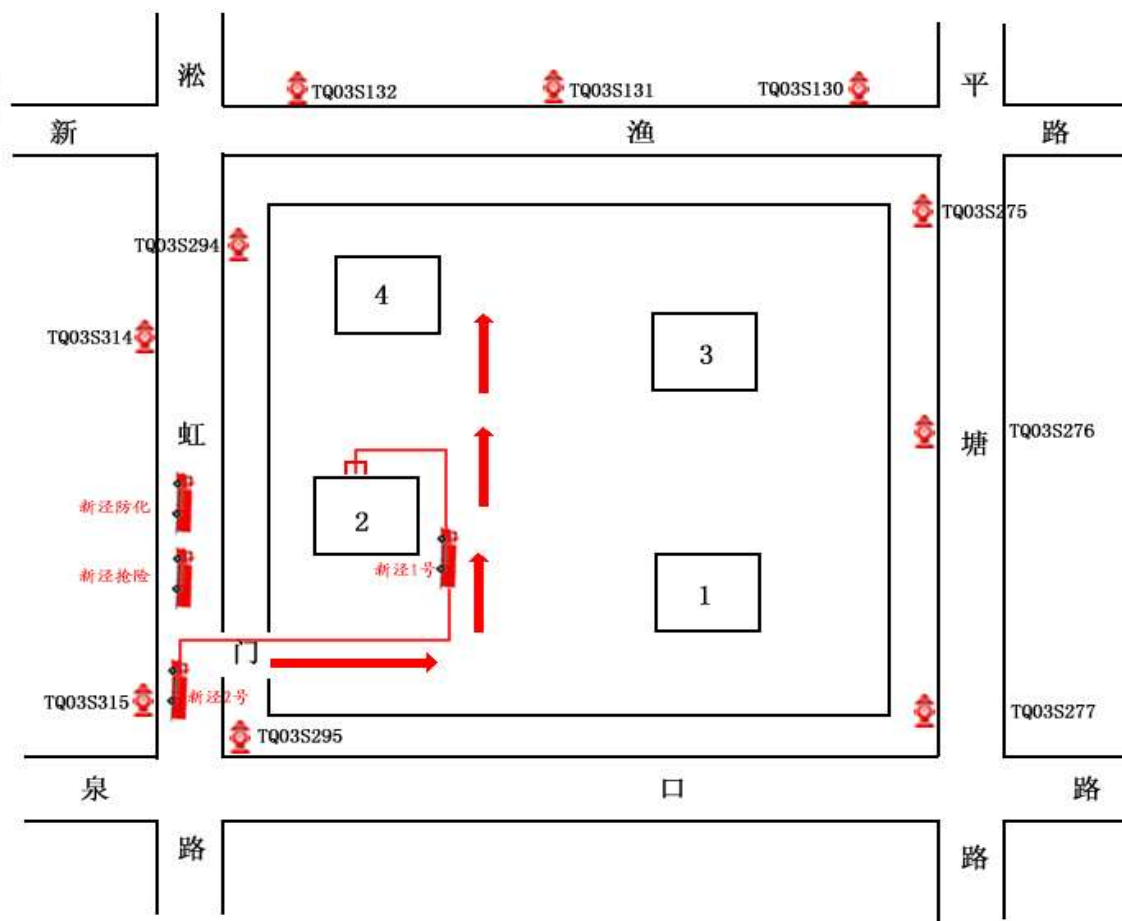 淞
平
TQ03S132
TQ03S131
TQ03S130
新
渔
路
TQ03S275
TQ03S294
4
TQ03S314
3
虹
塘
TQ03S276
新泾防化
2
新泾抢险
新泾1号
1
门
新泾2号
TQ03S315
TQ03S277
TQ03S295
泉
口
路
路
路